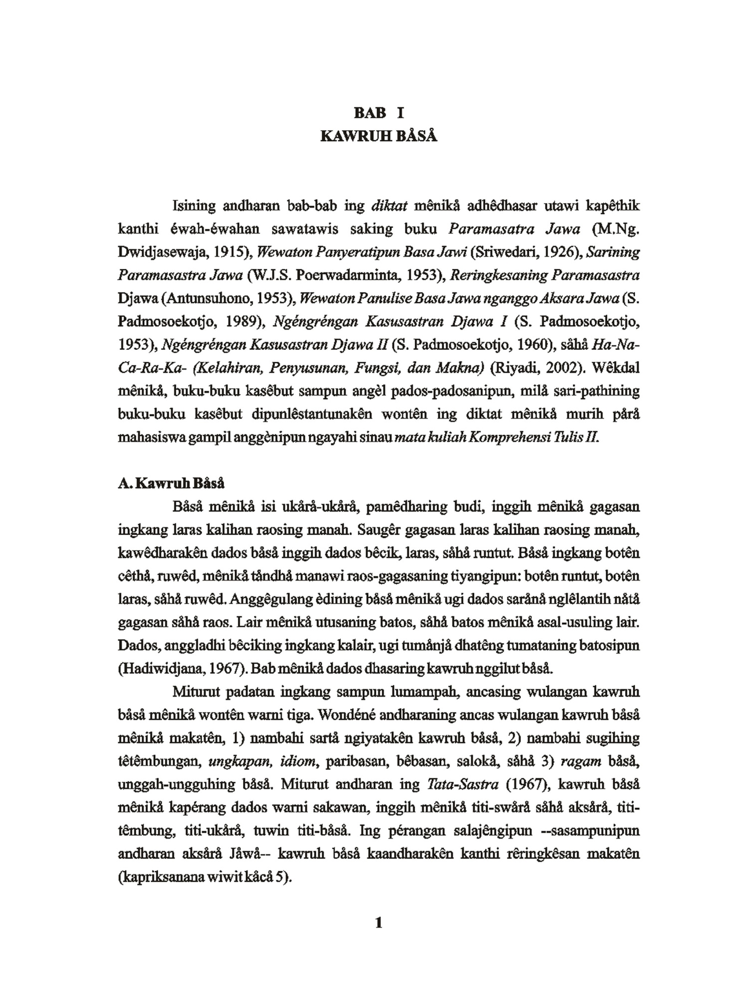 BAB I
KAWRUH BÅSÅ
Isining andharan bab-bab ing diktat mênikå adhêdhasar utawi kapêthik
kanthi éwah-éwahan sawatawis saking buku Paramasatra Jawa (M.Ng.
Dwidjasewaja, 1915), Wewaton Panyeratipun Basa Jawi (Sriwedari, 1926), Sarining
Paramasastra Jawa (W.J.S. Poerwadarminta, 1953), Reringkesaning Paramasastra
Djawa (Antunsuhono, 1953), Wewaton Panulise Basa Jawa nganggo Aksara Jawa (S.
Padmosoekotjo, 1989), Ngéngréngan Kasusastran Djawa I (S. Padmosoekotjo,
1953), Ngéngréngan Kasusastran Djawa II (S. Padmosoekotjo, 1960), såhå Ha-Na-
Ca-Ra-Ka- (Kelahiran, Penyusunan, Fungsi, dan Makna) (Riyadi, 2002). Wêkdal
mênikå, buku-buku kasêbut sampun angèl pados-padosanipun, milå sari-pathining
buku-buku kasêbut dipunlêstantunakên wontên ing diktat mênikå murih pårå
mahasiswa gampil anggènipun ngayahi sinau mata kuliah Komprehensi Tulis II.
A. Kawruh Båså
Båså mênikå isi ukårå-ukårå, pamêdharing budi, inggih mênikå gagasan
ingkang laras kalihan raosing manah. Saugêr gagasan laras kalihan raosing manah,
kawêdharakên dados båså inggih dados bêcik, laras, såhå runtut. Båså ingkang botên
cêthå, ruwêd, mênikå tåndhå manawi raos-gagasaning tiyangipun: botên runtut, botên
laras, såhå ruwêd. Anggêgulang èdining båså mênikå ugi dados sarånå nglêlantih nåtå
gagasan såhå raos. Lair mênikå utusaning batos, såhå batos mênikå asal-usuling lair.
Dados, anggladhi bêciking ingkang kalair, ugi tumånjå dhatêng tumataning batosipun
(Hadiwidjana, 1967). Bab mênikå dados dhasaring kawruh nggilut båså.
Miturut padatan ingkang sampun lumampah, ancasing wulangan kawruh
båså mênikå wontên warni tiga. Wondéné andharaning ancas wulangan kawruh båså
mênikå makatên, 1) nambahi sartå ngiyatakên kawruh båså, 2) nambahi sugihing
têtêmbungan, ungkapan, idiom, paribasan, bêbasan, salokå, såhå 3) ragam båså,
unggah-ungguhing båså. Miturut andharan ing Tata-Sastra (1967), kawruh båså
mênikå kapérang dados warni sakawan, inggih mênikå titi-swårå såhå aksårå, titi-
têmbung, titi-ukårå, tuwin titi-båså. Ing pérangan salajêngipun --sasampunipun
andharan aksårå Jåwå-- kawruh båså kaandharakên kanthi rêringkêsan makatên
(kapriksanana wiwit kåcå 5).
1